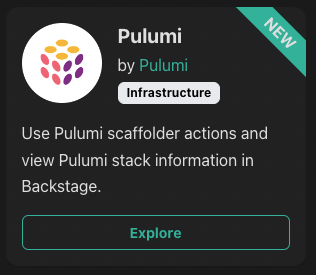 NEW
Pulumi
by Pulumi
Infrastructure
Use Pulumi scaffolder actions and
view Pulumi stack information in
Backstage.
Explore